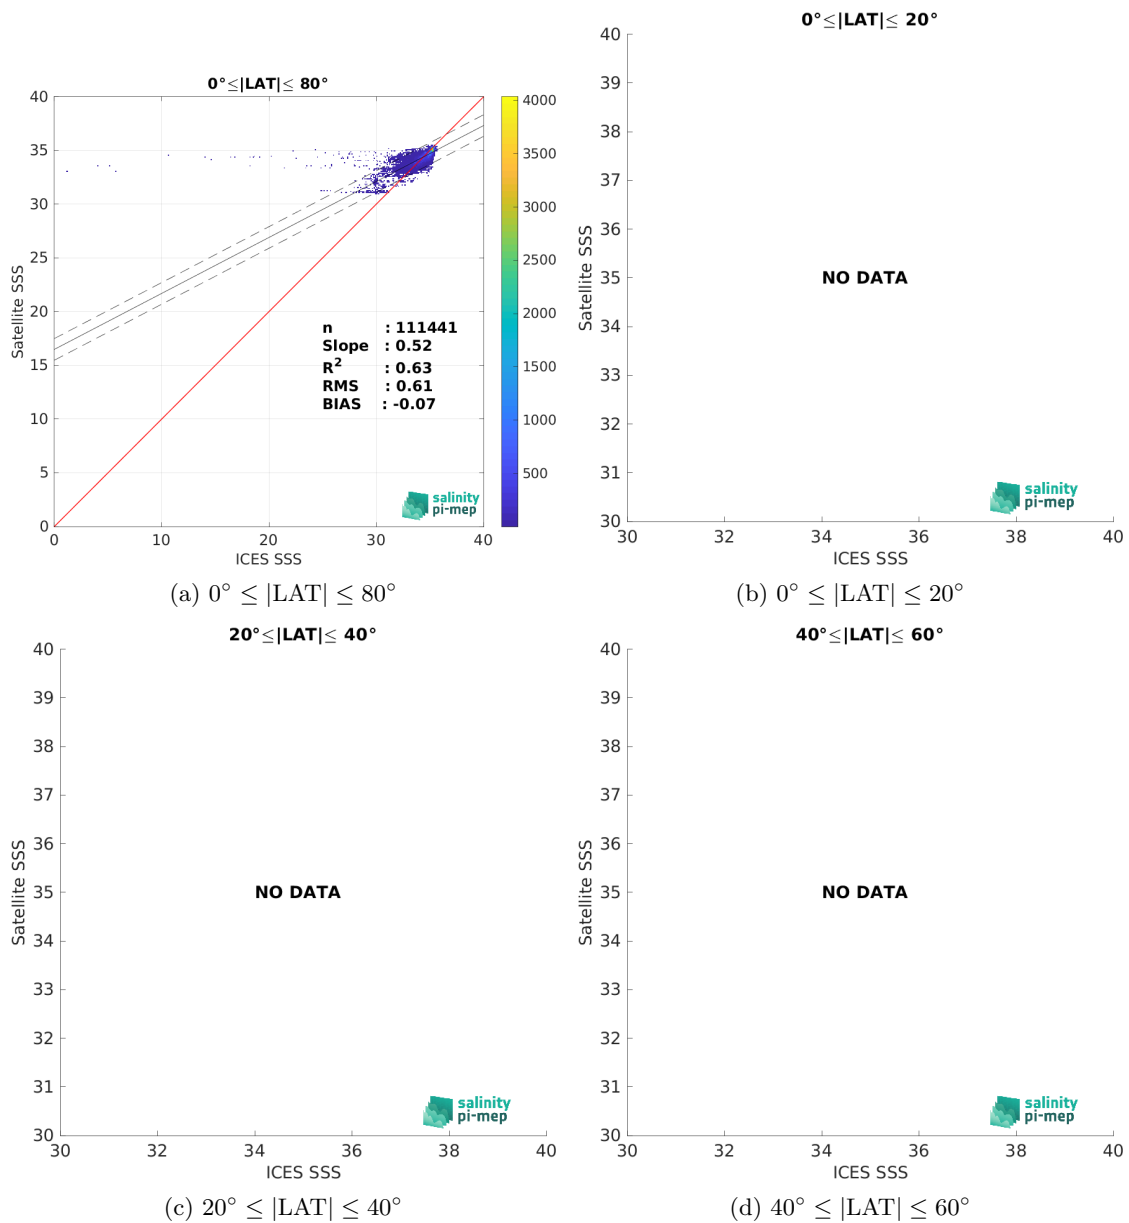 0°≤|LAT|≤ 80°
40
35
30
25
20
15
10
5
0
Satellite SSS
0
10
20
30
40
ICES SSS
n : 111441
Slope : 0.52
R² : 0.63
RMS : 0.61
BIAS : -0.07
4000
3500
3000
2500
2000
1500
1000
500
salinity
pi-mep
(a) 0° ≤ |LAT| ≤ 80°
0°≤|LAT|≤ 20°
40
39
38
37
36
35
34
33
32
31
30
Satellite SSS
NO DATA
salinity
pi-mep
30
32
34
36
38
40
ICES SSS
(b) 0° ≤ |LAT| ≤ 20°
20°≤|LAT|≤ 40°
40
39
38
37
36
35
34
33
32
31
30
Satellite SSS
NO DATA
salinity
pi-mep
30
32
34
36
38
40
ICES SSS
(c) 20° ≤ |LAT| ≤ 40°
40°≤|LAT|≤ 60°
40
39
38
37
36
35
34
33
32
31
30
Satellite SSS
NO DATA
salinity
pi-mep
30
32
34
36
38
40
ICES SSS
(d) 40° ≤ |LAT| ≤ 60°